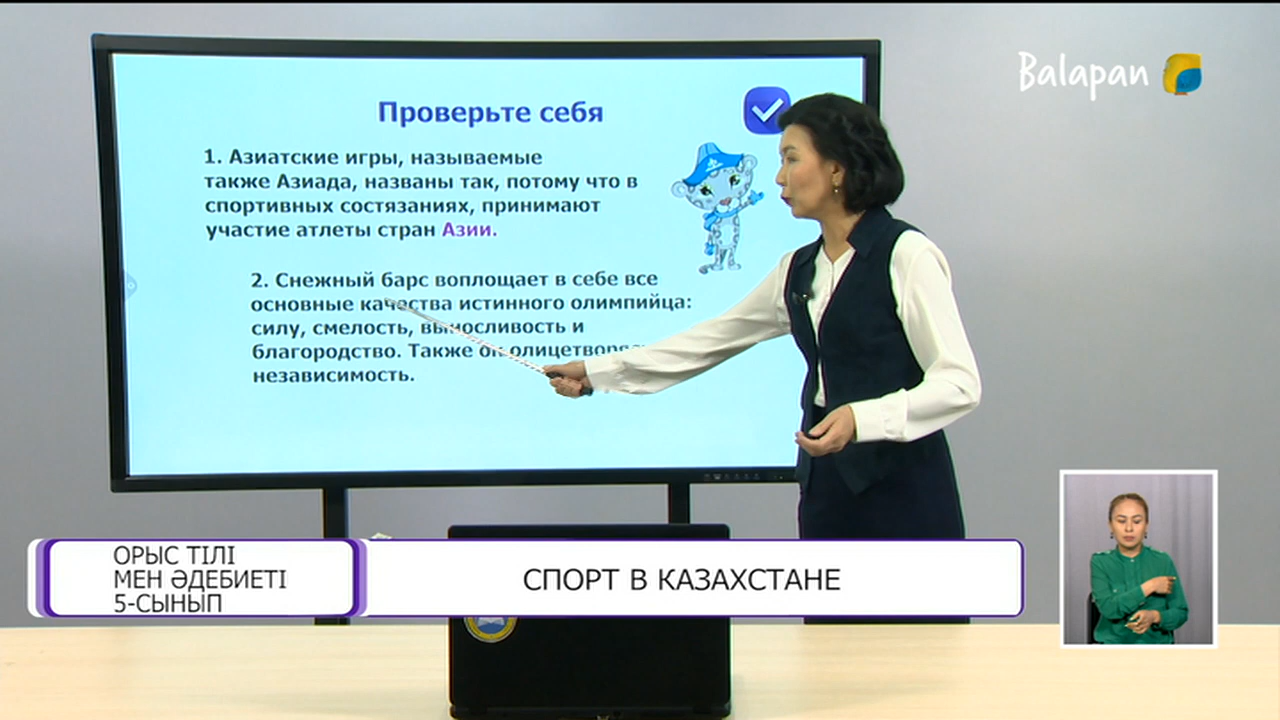 Balapan
Проверьте себя
1. Азиатские игры, называемые
также Азиада, названы так, потому что в
спортивных состязаниях, принимают
участие атлеты стран Азии.
2. Снежный барс воплощает в себе все
основные качества истинного олимпийца:
силу, смелость, выносливость и
благородство. Также он
независимость.
ОРЫС ТІЛІ
МЕН ӘДЕБИЕТІ
5-СЫНЫП
СПОРТ В КАЗАХСТАНЕ